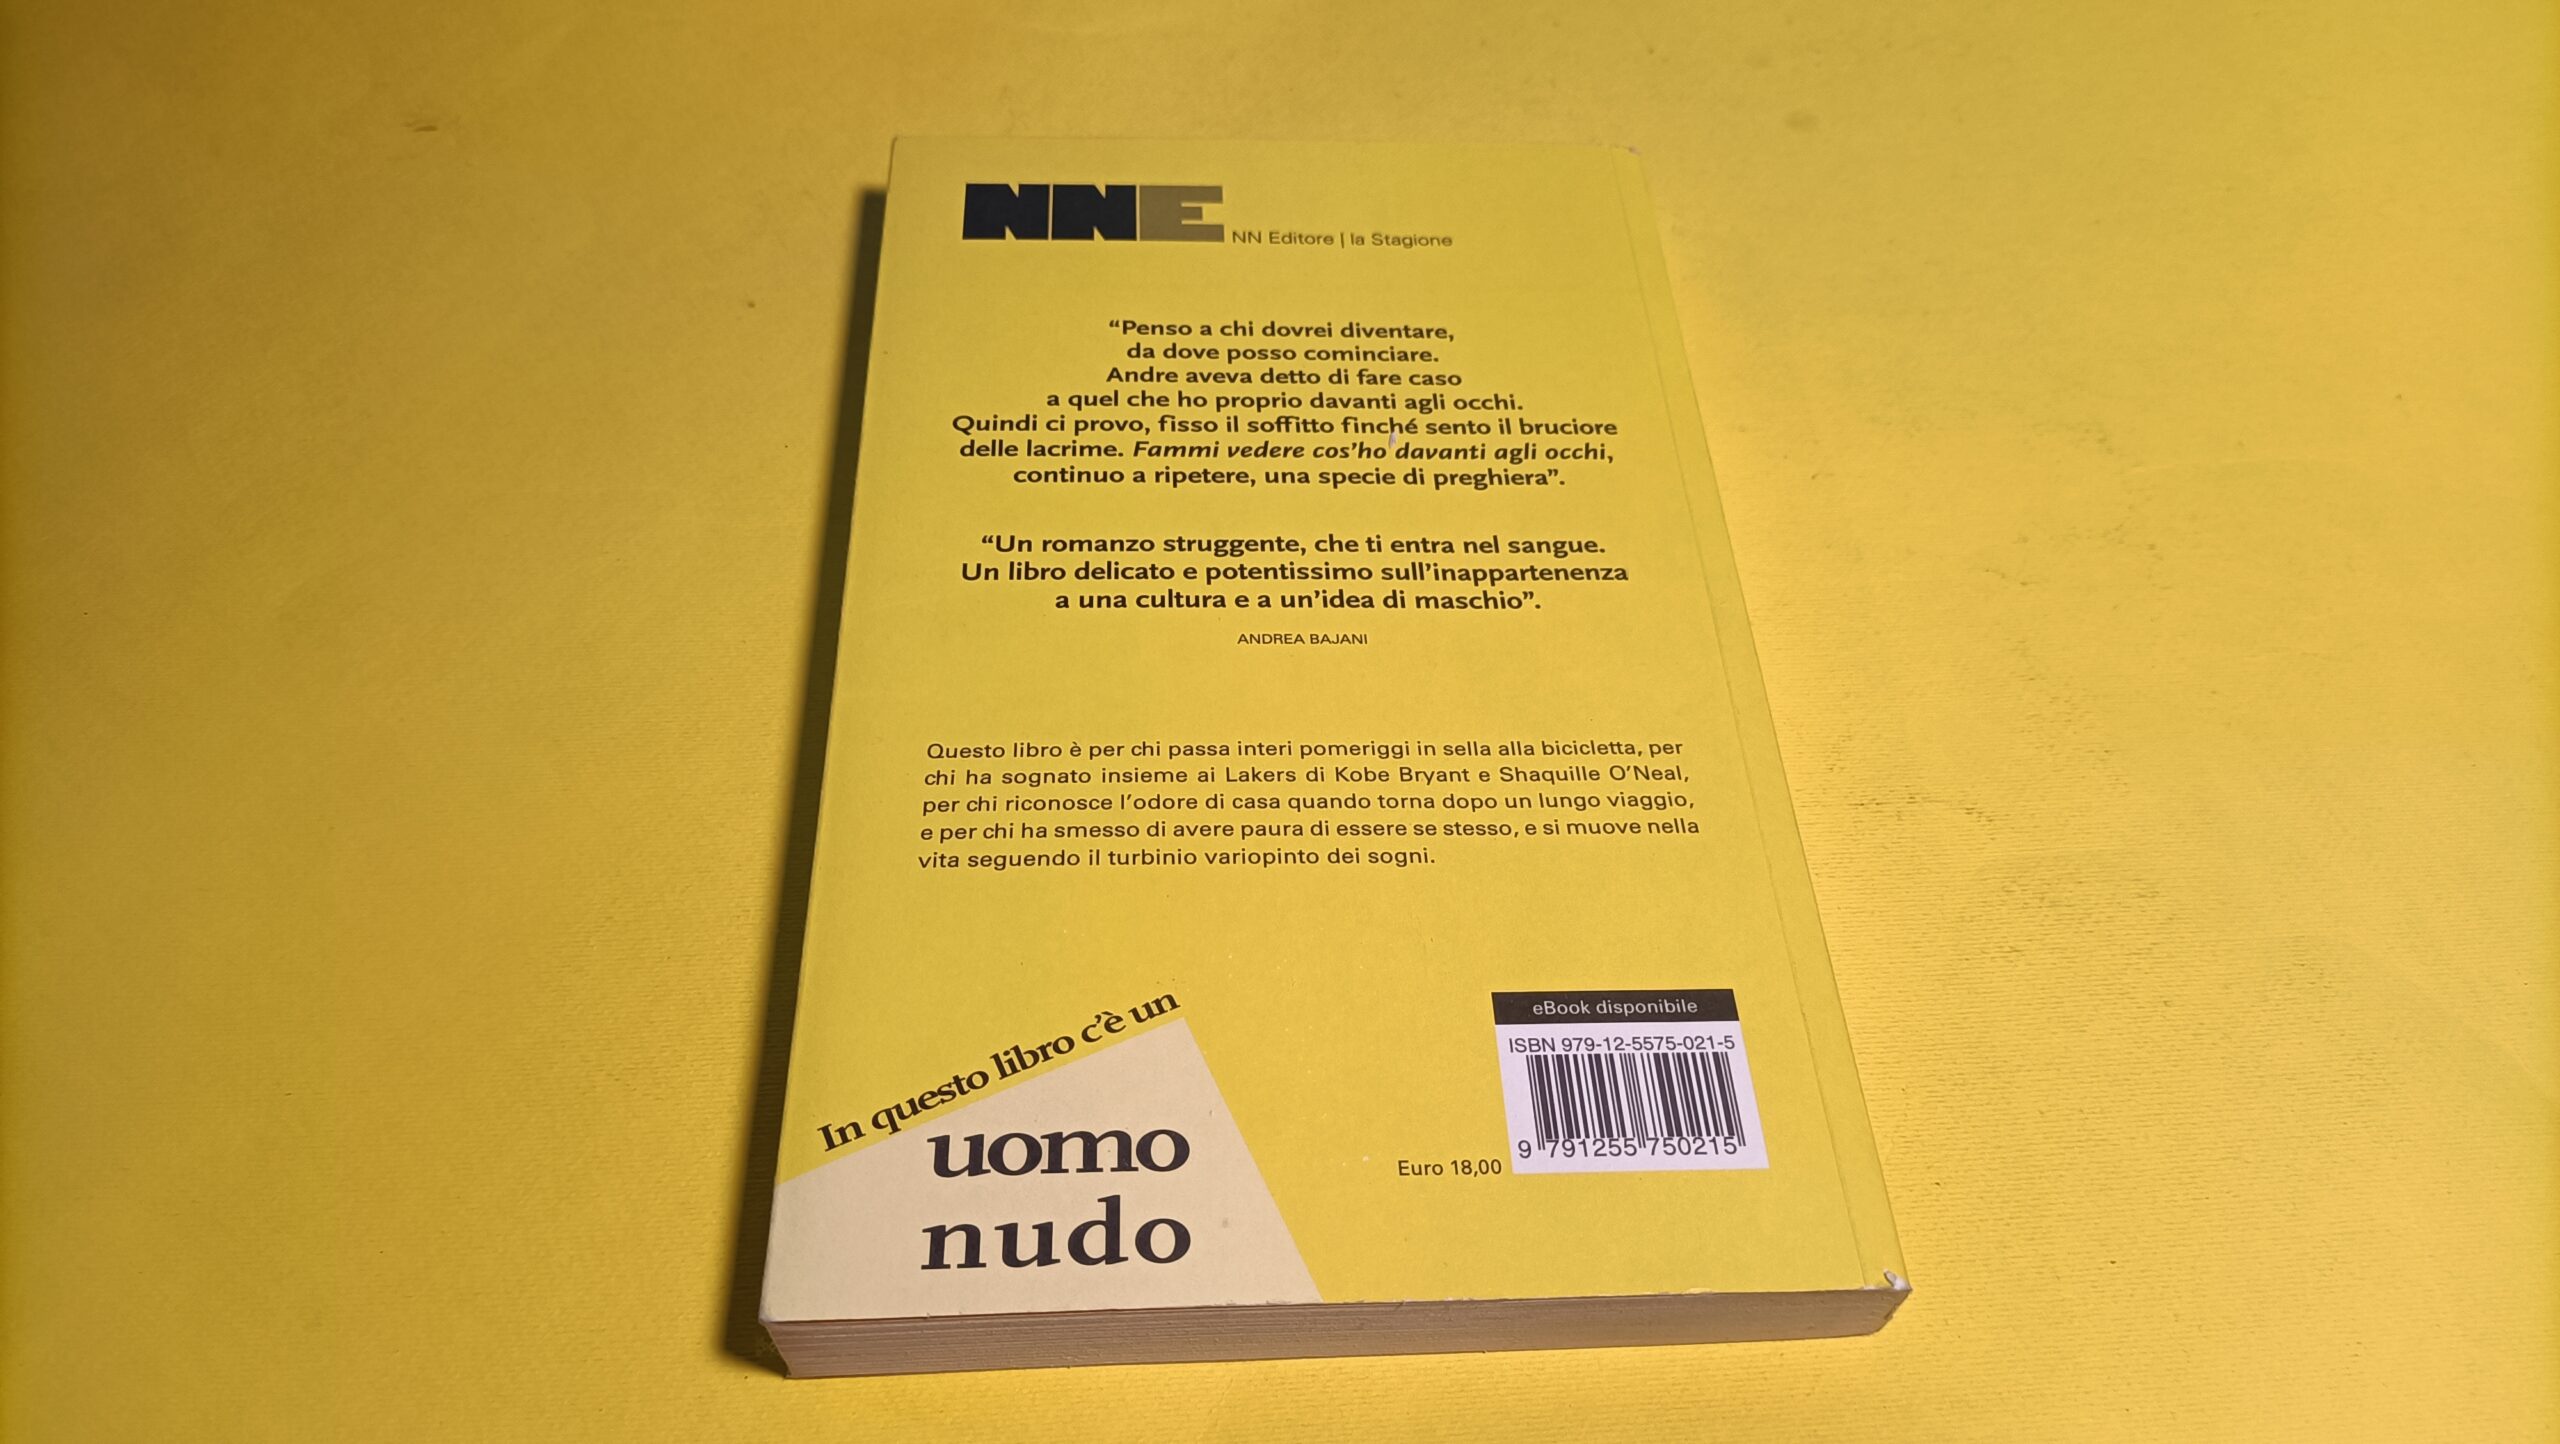 NNE NN Editore | la Stagione
“Penso a chi dovrei diventare,
da dove posso cominciare.
Andre aveva detto di fare caso
a quel che ho proprio davanti agli occhi.
Quindi ci provo, fisso il soffitto finché sento il bruciore
delle lacrime. Fammi vedere cos’ho davanti agli occhi,
continuo a ripetere, una specie di preghiera”.
“Un romanzo struggente, che ti entra nel sangue.
Un libro delicato e potentissimo sull’inappartenenza
a una cultura e a un’idea di maschio”.
ANDREA BAJANI
Questo libro è per chi passa interi pomeriggi in sella alla bicicletta, per
chi ha sognato insieme ai Lakers di Kobe Bryant e Shaquille O’Neal,
per chi riconosce l’odore di casa quando torna dopo un lungo viaggio,
e per chi ha smesso di avere paura di essere se stesso, e si muove nella
vita seguendo il turbinio variopinto dei sogni.
In questo libro c’è un
uomo
nudo
eBook disponibile
ISBN 979-12-5575-021-5
9 791255 750215
Euro 18,00